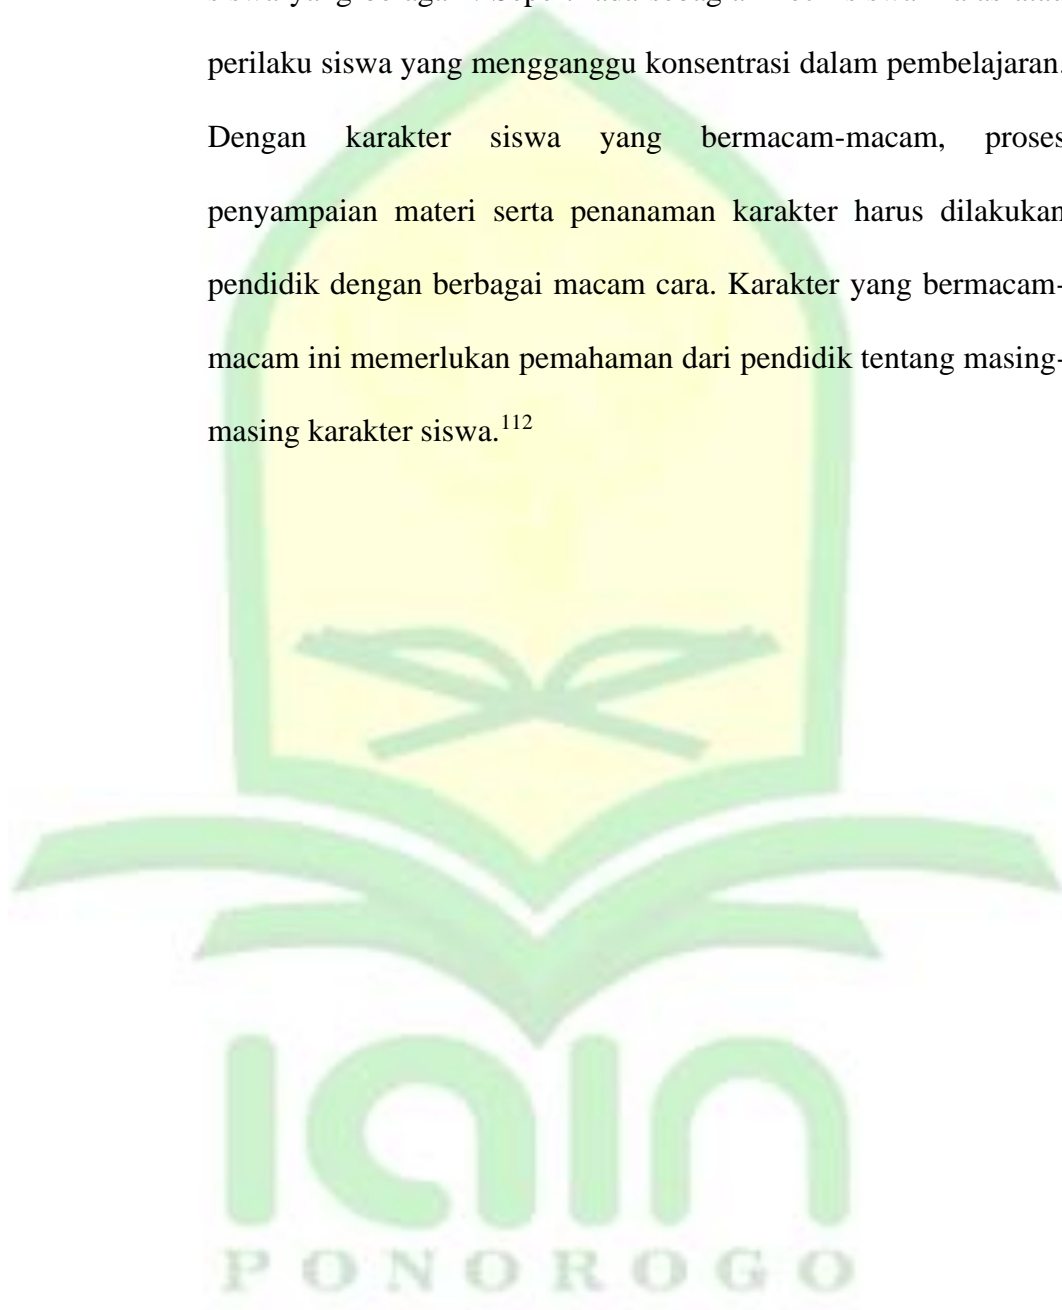 perilaku siswa yang mengganggu konsentrasi dalam pembelajaran.
Dengan karakter siswa yang bermacam-macam, proses
penyampaian materi serta penanaman karakter harus dilakukan
pendidik dengan berbagai macam cara. Karakter yang bermacam-
macam ini memerlukan pemahaman dari pendidik tentang masing-
masing karakter siswa.112
iain
PONOROGO